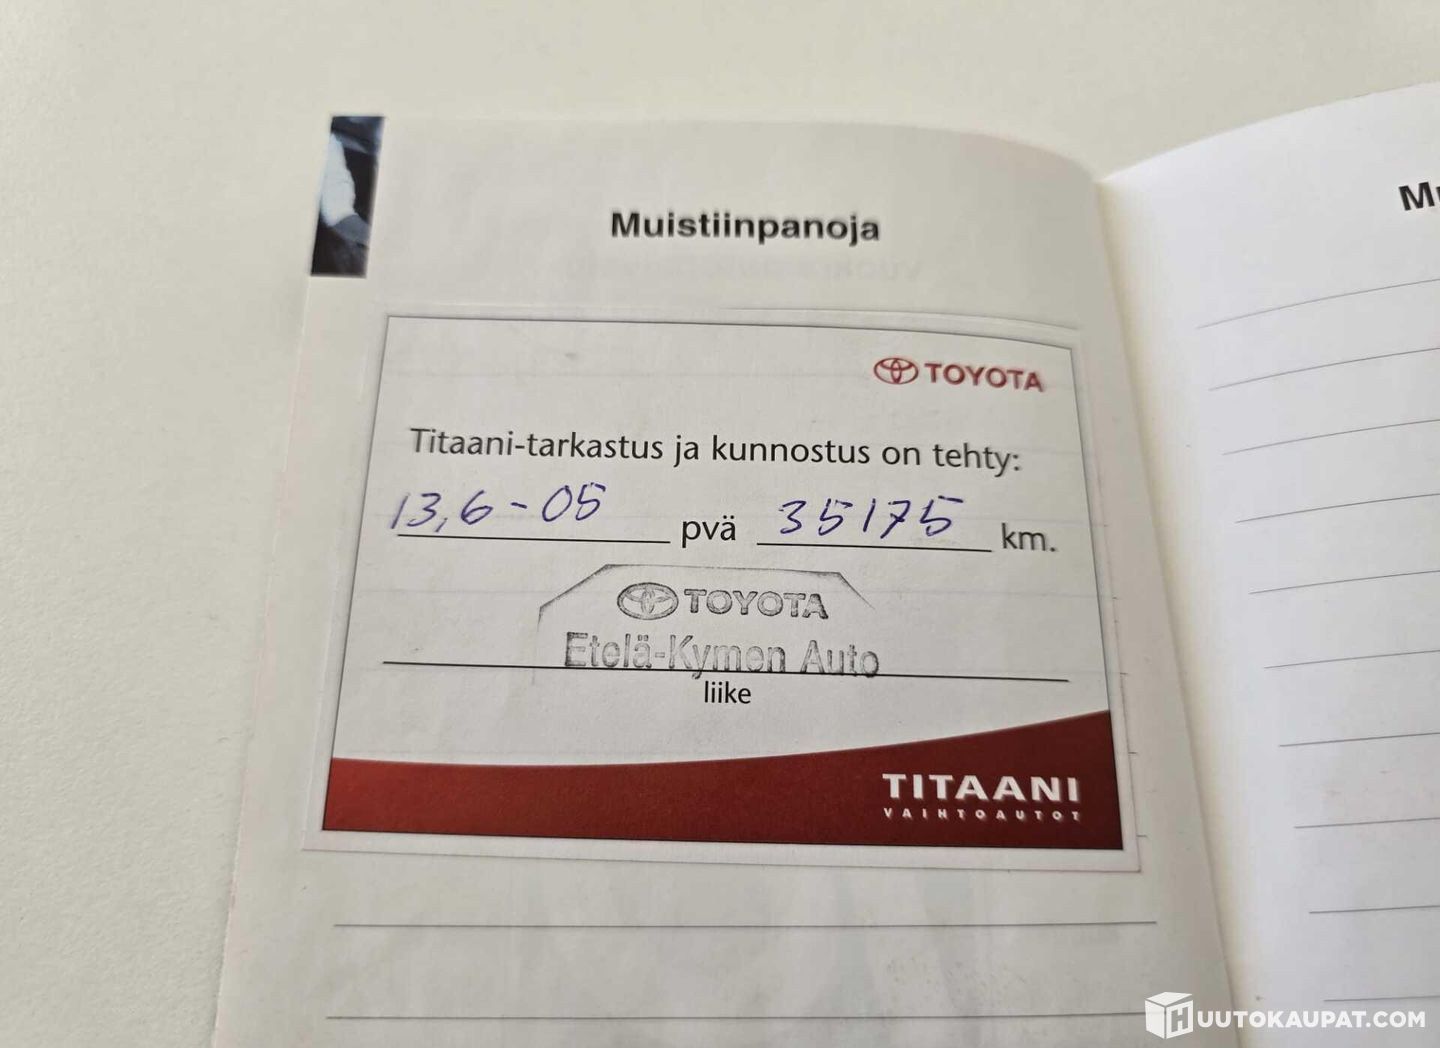 Muistiinpanoja
Mu
TOYOTA
Titaani-tarkastus ja kunnostus on tehty:
13,6-05 pvä 35175 km.
TOYOTA
Etelä-Kymen Auto
liike
TITAANI
VAIHTOAUTOT
HUUTOKAUPAT.COM